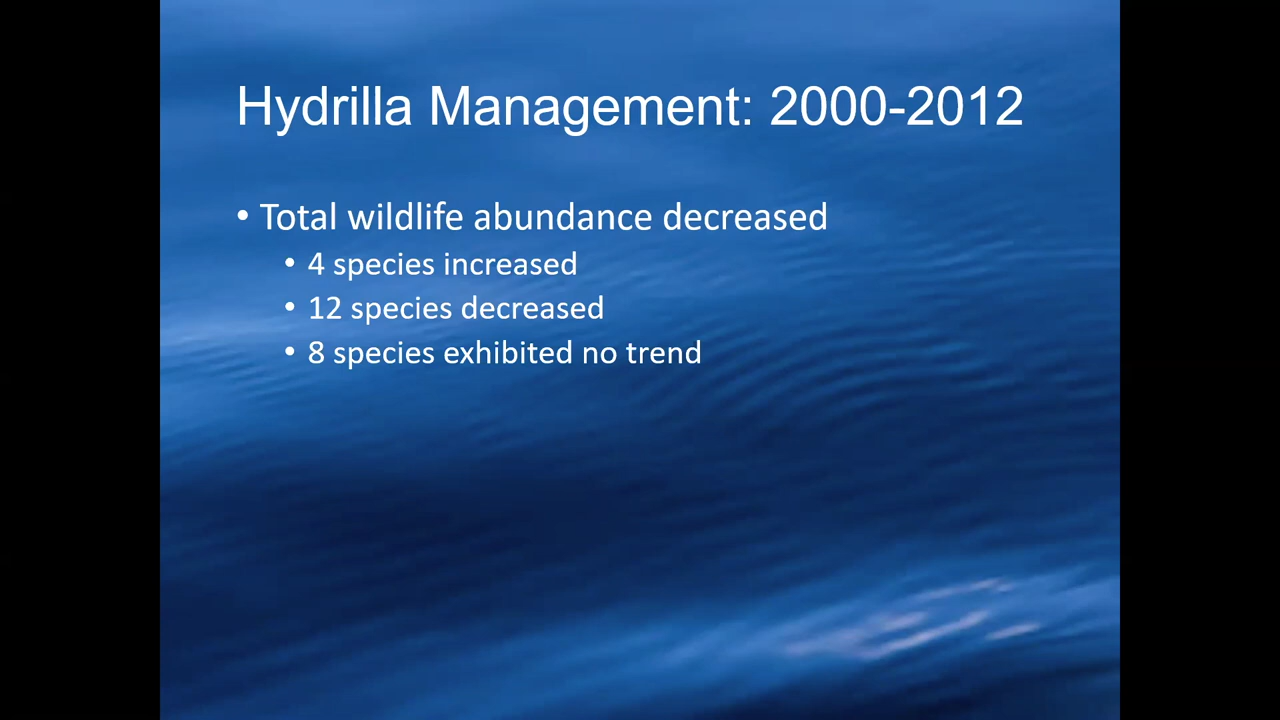 Hydrilla Management: 2000-2012
• Total wildlife abundance decreased
• 4 species increased
• 12 species decreased
• 8 species exhibited no trend